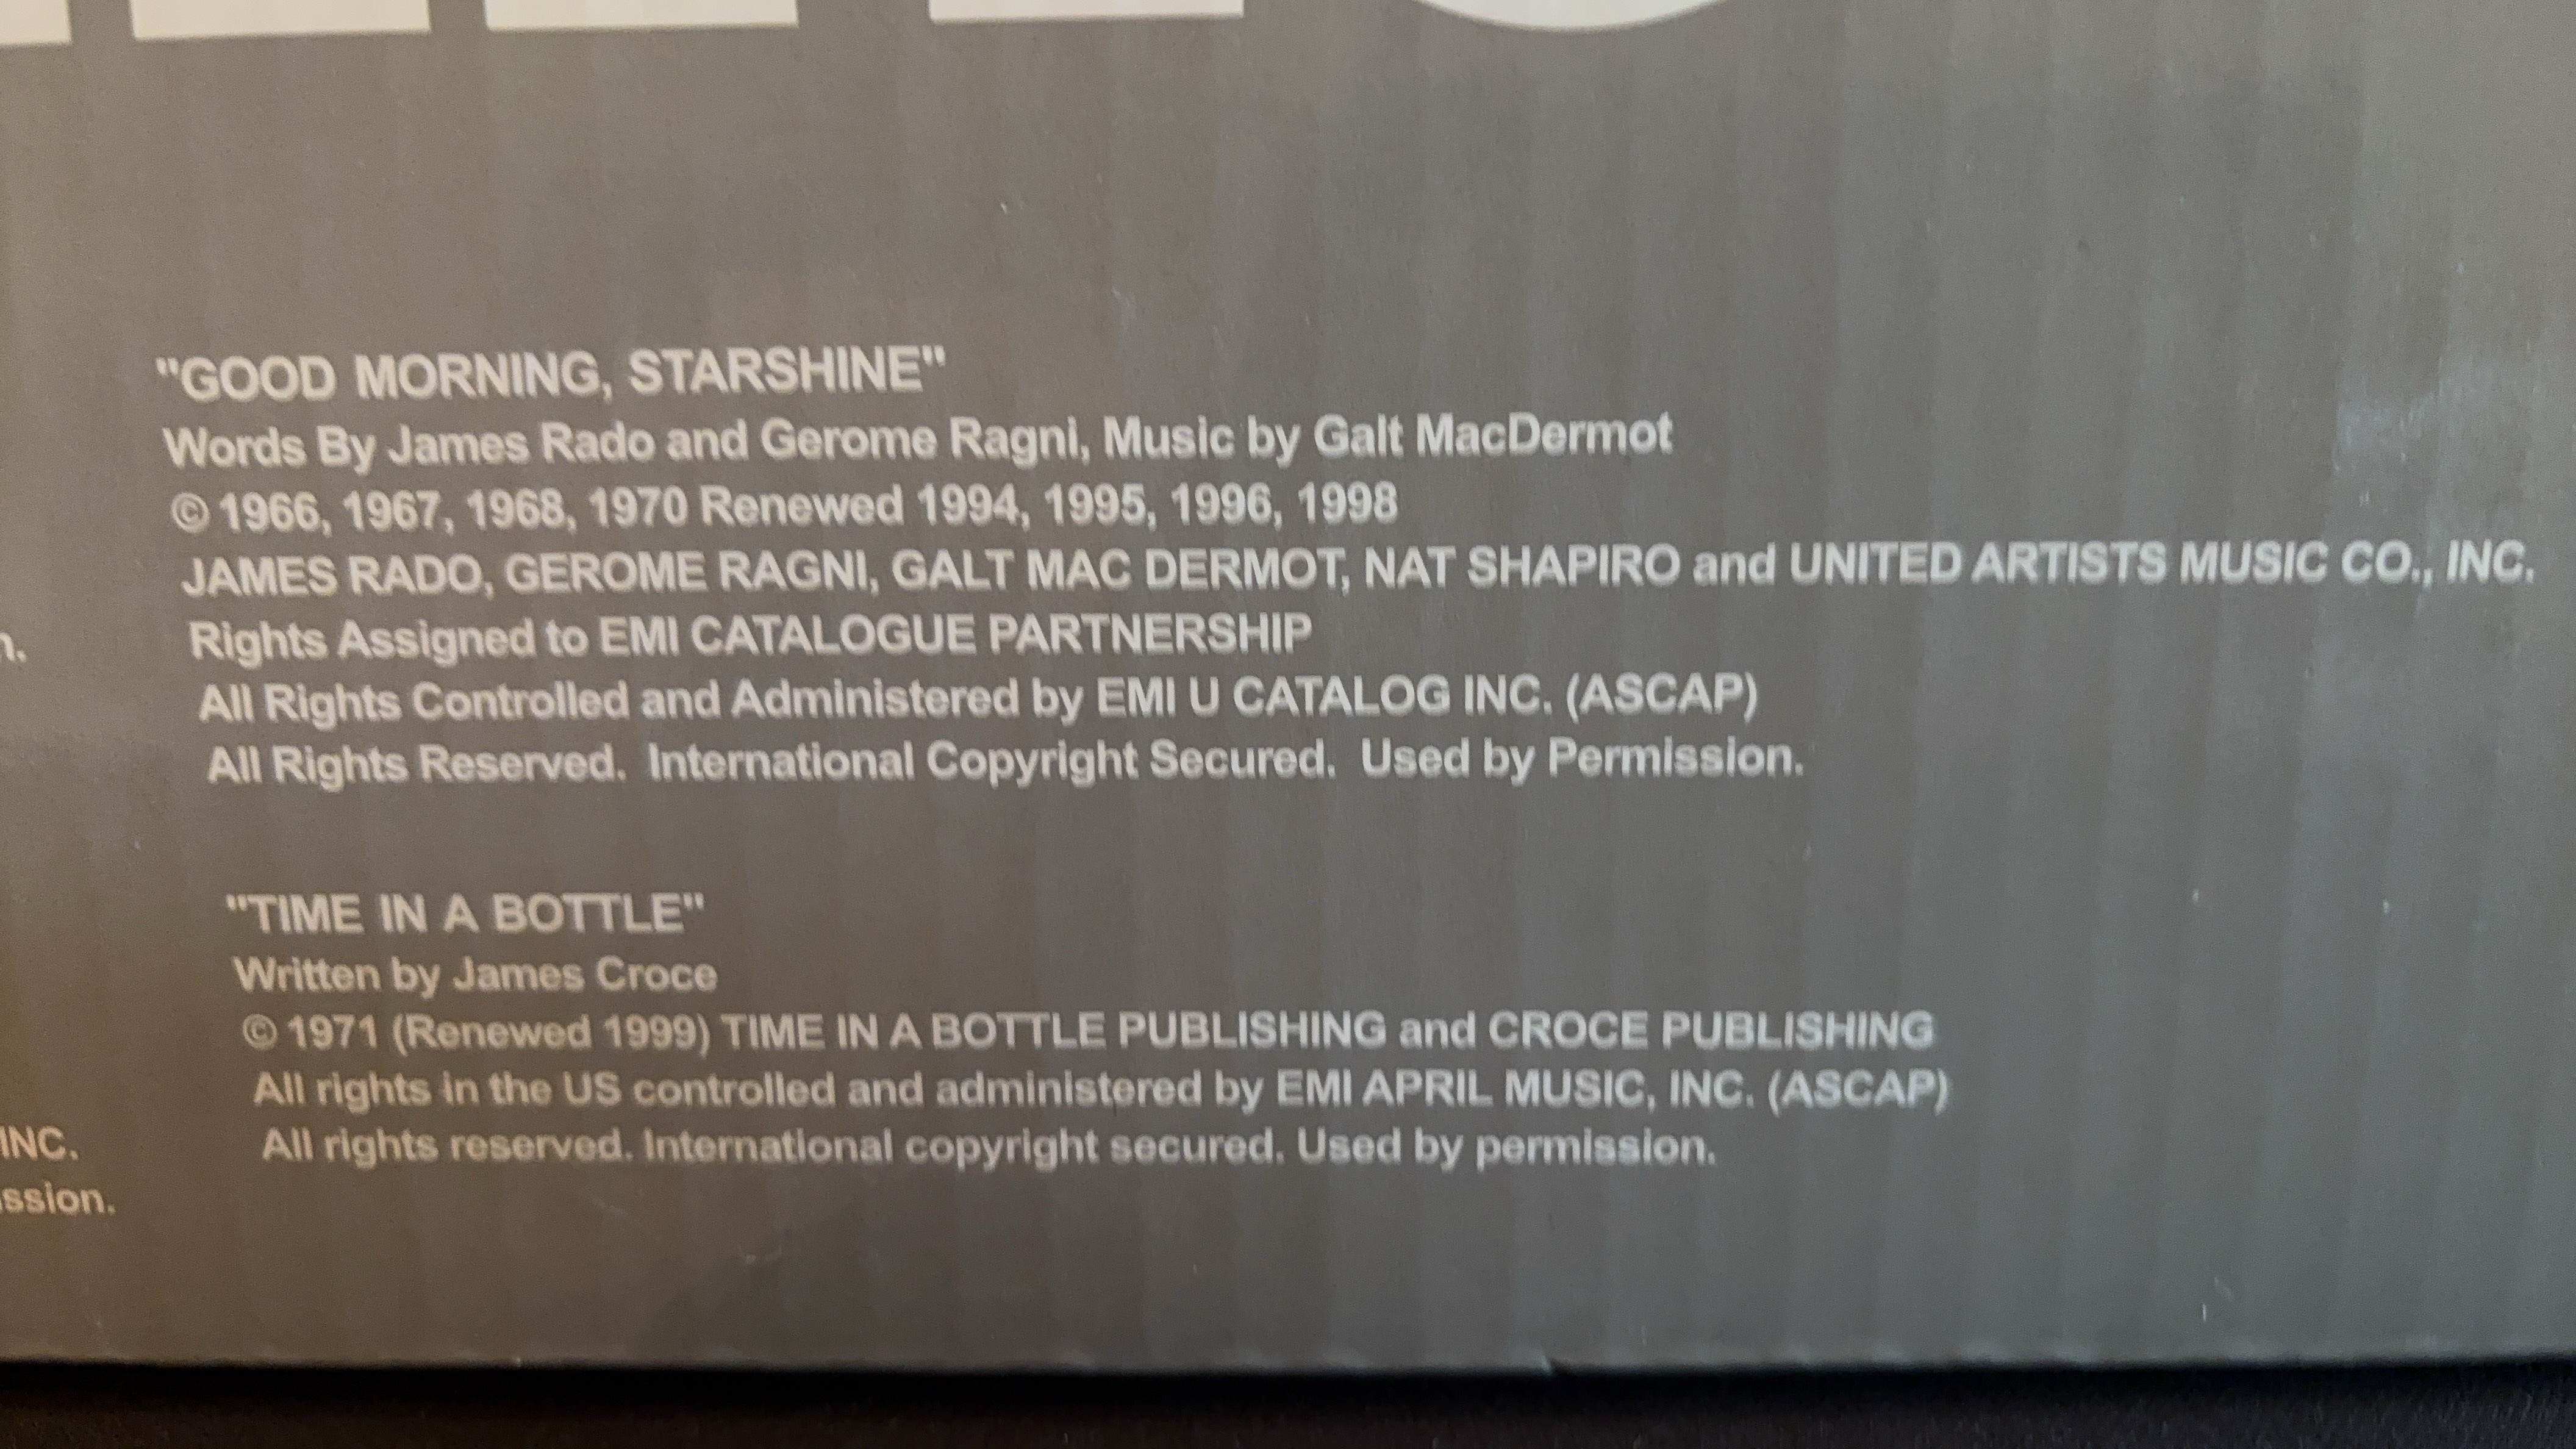 "GOOD MORNING, STARSHINE"
Words By James Rado and Gerome Ragni, Music by Galt MacDermot
© 1966, 1967, 1968, 1970 Renewed 1994, 1995, 1996, 1998
JAMES RADO, GEROME RAGNI, GALT MAC DERMOT, NAT SHAPIRO and UNITED ARTISTS MUSIC CO., INC.
Rights Assigned to EMI CATALOGUE PARTNERSHIP
All Rights Controlled and Administered by EMI U CATALOG INC. (ASCAP)
All Rights Reserved. International Copyright Secured. Used by Permission.
"TIME IN A BOTTLE"
Written by James Croce
© 1971 (Renewed 1999) TIME IN A BOTTLE PUBLISHING and CROCE PUBLISHING
All rights in the US controlled and administered by EMI APRIL MUSIC, INC. (ASCAP)
All rights reserved. International copyright secured. Used by permission.
INC.